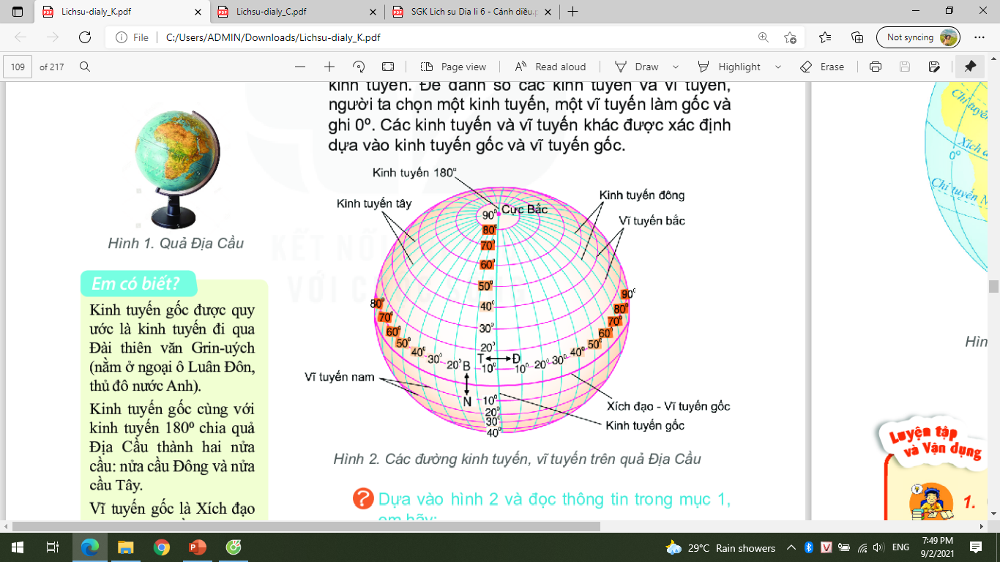 Lichsu-dialy_K.pdf
Lichsu-dialy_C.pdf
SGK Lich su Dia li 6 - Cánh diều.p
File
C:/Users/ADMIN/Downloads/Lichsu-dialy_K.pdf
Not syncing
109 of 217
Page view
Read aloud
Draw
Highlight
Erase
kinh tuyến. Để đánh số các kinh tuyến và vĩ tuyến,
người ta chọn một kinh tuyến, một vĩ tuyến làm gốc và
ghi 0º. Các kinh tuyến và vĩ tuyến khác được xác định
dựa vào kinh tuyến gốc và vĩ tuyến gốc.
Hình 1. Quả Địa Cầu
Em có biết?
Kinh tuyến gốc được quy
ước là kinh tuyến đi qua
Đài thiên văn Grin-uých
(nằm ở ngoại ô Luân Đôn,
thủ đô nước Anh).
Kinh tuyến gốc cùng với
kinh tuyến 180º chia quả
Địa Cầu thành hai nửa
cầu: nửa cầu Đông và nửa
cầu Tây.
Vĩ tuyến gốc là Xích đạo
KẾT NỐI
VỚI C
Kinh tuyến 180º
Kinh tuyến tây
Kinh tuyến đông
Vĩ tuyến bắc
Cực Bắc
90º
80º
70º
60º
50º
40º
30º
20º
10º
80º
70º
60º
50º
40º
30º
20º
10º
20º
30º
40º
50º
60º
70º
80º
90º
T
Đ
B
N
10º
20º
30º
40º
Vĩ tuyến nam
Xích đạo - Vĩ tuyến gốc
Kinh tuyến gốc
Hình 2. Các đường kinh tuyến, vĩ tuyến trên quả Địa Cầu
? Dựa vào hình 2 và đọc thông tin trong mục 1,
em hãy:
Chí tuyến
Xích đ
0º
Chí tuyến N
Hìn
Luyện tập
và Vận dụng
1.
29°C Rain showers
V
ENG
7:49 PM
9/2/2021